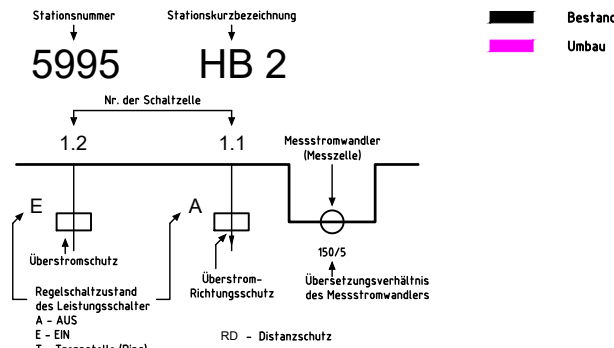 Stationsnummer
Stationskurzbezeichnung
5995
HB 2
Bestand
Umbau
Nr. der Schaltzelle
1.2
1.1
Messstromwandler
(Messzelle)
E
A
150/5
Überstromschutz
Überstrom-
Richtungsschutz
Übersetzungsverhältnis
des Messstromwandlers
Regelschaltzustand
des Leistungsschalter
A - AUS
E - EIN
RD - Distanzschutz